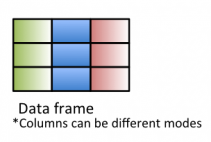 Data frame
*Columns can be different modes